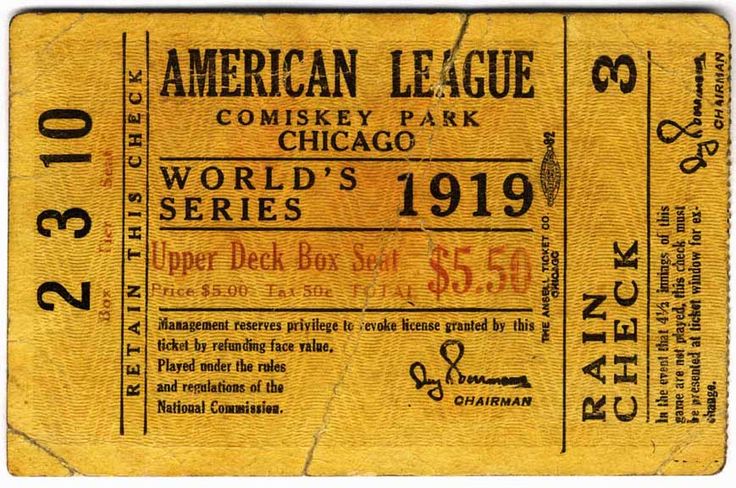 2 3 10
Box Tier Seat
RETAIN THIS CHECK
AMERICAN LEAGUE
COMISKEY PARK
CHICAGO
WORLD'S
SERIES
1919
Upper Deck Box Seat
Price $5.00 Tax 50c TOTAL
$5.50
Management reserves privilege to revoke license granted by this
ticket by refunding face value.
Played under the rules
and regulations of the
National Commission.
CHAIRMAN
THE ANSELL TICKET CO.
CHICAGO
82
RAIN
CHECK
3
In the event that 4½ innings of this
game are not played, this check must
be presented at ticket window for ex-
change.
CHAIRMAN